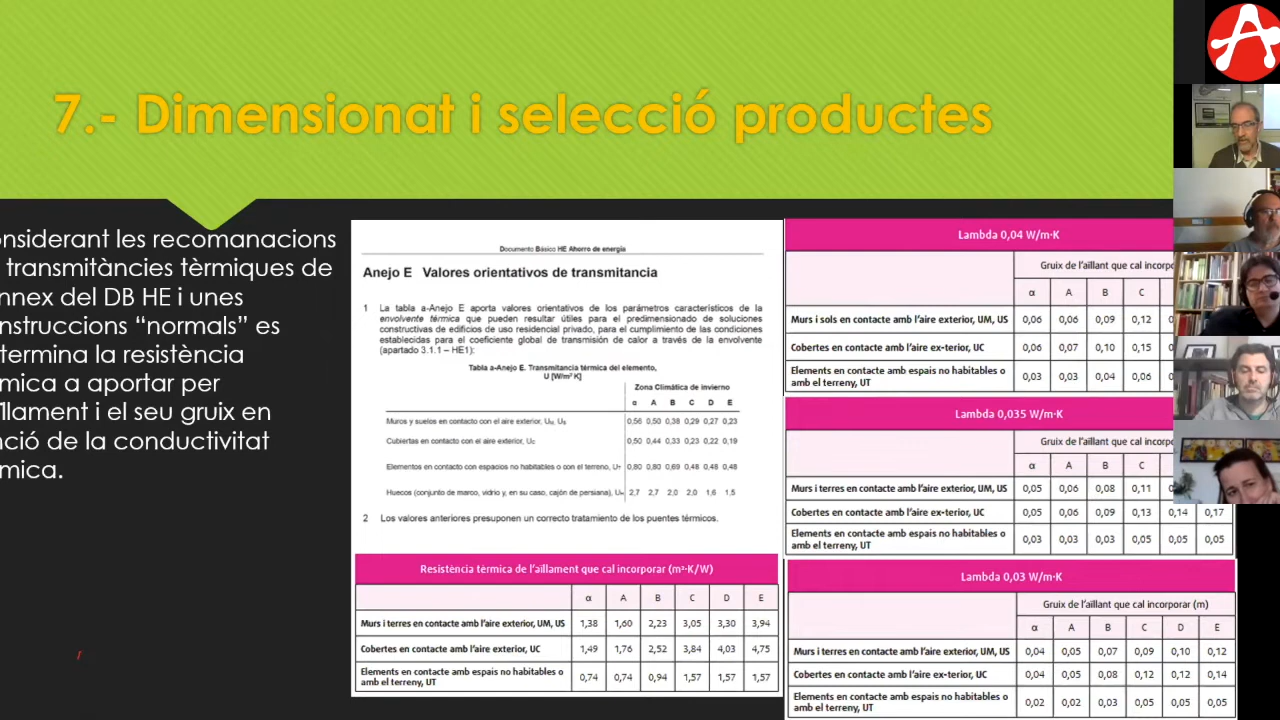 7.- Dimensionat i selecció productes
les recomanacions
transmitàncies tèrmiques de
del DB HE i unes
"normals" es
la resistència
a aportar per
i el seu gruix en
de la conductivitat
Documento Básico HE Ahorro de energía
Anejo E Valores orientativos de transmitancia
1 La tabla a-Anejo E aporta valores orientativos de los parámetros característicos de la
envolvente térmica que pueden resultar útiles para el predimensionado de soluciones
constructivas de edificios de uso residencial privado, para el cumplimiento de las condiciones
establecidas para el coeficiente global de transmisión de calor a través de la envolvente
(apartado 3.1.1 – HE1):
Tabla a-Anejo E. Transmitancia térmica del elemento,
U [W/m² K]
Zona Climática de invierno
α A B C D E
Muros y suelos en contacto con el aire exterior, UM, US 0,56 0,50 0,38 0,29 0,27 0,23
Cubiertas en contacto con el aire exterior, UC 0,50 0,44 0,33 0,23 0,22 0,19
Elementos en contacto con espacios no habitables o con el terreno, UT 0,80 0,80 0,69 0,48 0,48 0,48
Huecos (conjunto de marco, vidrio y, en su caso, cajón de persiana), 2,7 2,7 2,0 2,0 1,6 1,5
2 Los valores anteriores presuponen un correcto tratamiento de los puentes térmicos.
Resistència tèrmica de l'aïllament que cal incorporar (m²·K/W)
α A B C D E
Murs i terres en contacte amb l'aire exterior, UM, US 1,38 1,60 2,23 3,05 3,30 3,94
Cobertes en contacte amb l'aire exterior, UC 1,49 1,76 2,52 3,84 4,03 4,75
Elements en contacte amb espais no habitables o
amb el terreny, UT 0,74 0,74 0,94 1,57 1,57 1,57
Lambda 0,04 W/m·K
Gruix de l'aïllant que cal
α A B C
Murs i sols en contacte amb l'aire exterior, UM, US 0,06 0,06 0,09 0,12
Cobertes en contacte amb l'aire ex-terior, UC 0,06 0,07 0,10 0,15
Elements en contacte amb espais no habitables o
amb el terreny, UT 0,03 0,03 0,04 0,06
Lambda 0,035 W/m·K
Gruix de l'aïllant que cal
α A B C
Murs i terres en contacte amb l'aire exterior, UM, US 0,05 0,06 0,08 0,11
Cobertes en contacte amb l'aire ex-terior, UC 0,05 0,06 0,09 0,13 0,14 0,17
Elements en contacte amb espais no habitables o
amb el terreny, UT 0,03 0,03 0,03 0,05 0,05 0,05
Lambda 0,03 W/m·K
Gruix de l'aïllant que cal incorporar (m)
α A B C D E
Murs i terres en contacte amb l'aire exterior, UM, US 0,04 0,05 0,07 0,09 0,10 0,12
Cobertes en contacte amb l'aire ex-terior, UC 0,04 0,05 0,08 0,12 0,12 0,14
Elements en contacte amb espais no habitables o
amb el terreny, UT 0,02 0,02 0,03 0,05 0,05 0,05